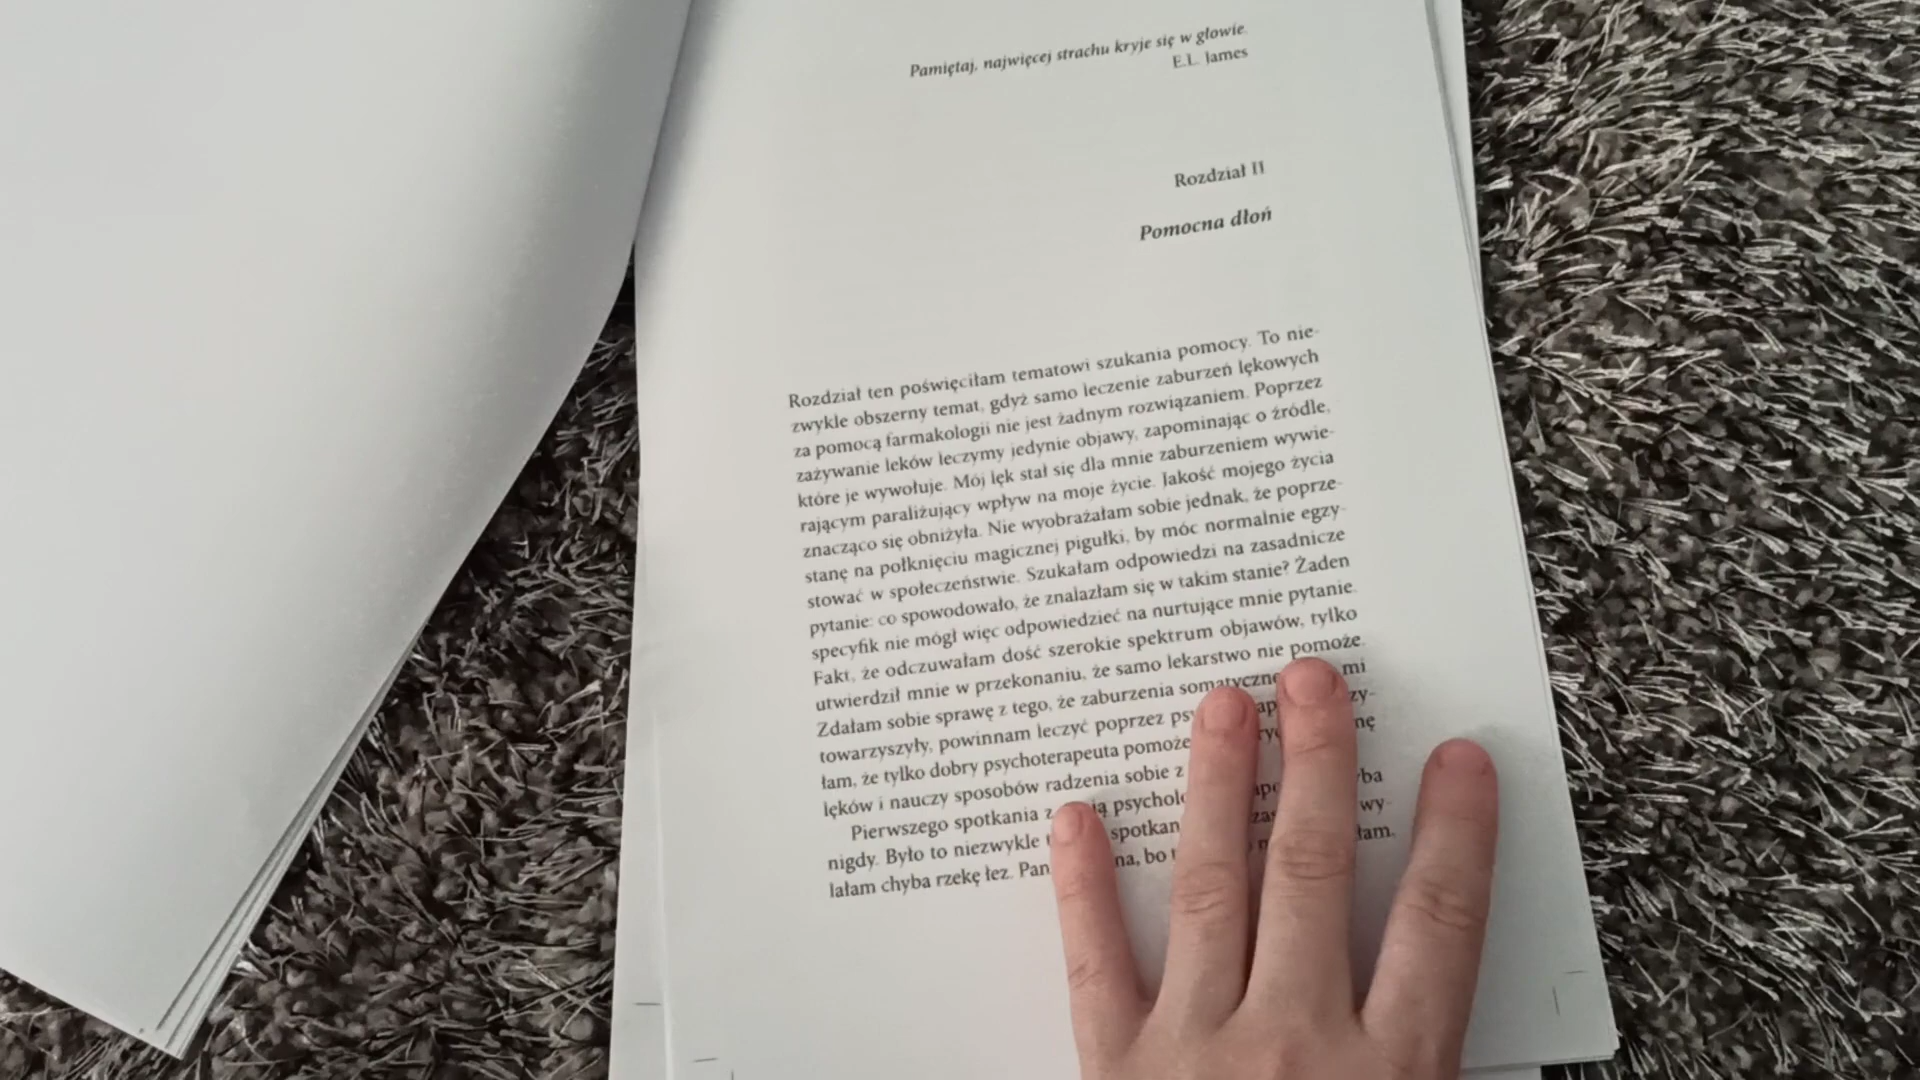 Pamiętaj, najwięcej strachu kryje się w głowie.
E.L. James
Rozdział II
Pomocna dłoń
Rozdział ten poświęciłam tematowi szukania pomocy. To nie-
zwykle obszerny temat, gdyż samo leczenie zaburzeń lękowych
za pomocą farmakologii nie jest żadnym rozwiązaniem. Poprzez
zażywanie leków leczymy jedynie objawy, zapominając o źródle,
które je wywołuje. Mój lęk stał się dla mnie zaburzeniem wywie-
rającym paraliżujący wpływ na moje życie. Jakość mojego życia
znacząco się obniżyła. Nie wyobrażałam sobie jednak, że poprze-
stanę na połknięciu magicznej pigułki, by móc normalnie egzy-
stować w społeczeństwie. Szukałam odpowiedzi na zasadnicze
pytanie: co spowodowało, że znalazłam się w takim stanie? Żaden
specyfik nie mógł więc odpowiedzieć na nurtujące mnie pytanie.
Fakt, że odczuwałam dość szerokie spektrum objawów, tylko
utwierdził mnie w przekonaniu, że samo lekarstwo nie pomoże.
Zdałam sobie sprawę z tego, że zaburzenia somatyczne mi
towarzyszyły, powinnam leczyć poprzez
łam, że tylko dobry psychoterapeuta pomoże
lęków i nauczy sposobów radzenia sobie z
Pierwszego spotkania z
nigdy. Było to niezwykle spotkan wy-
lałam chyba rzekę łez. bo